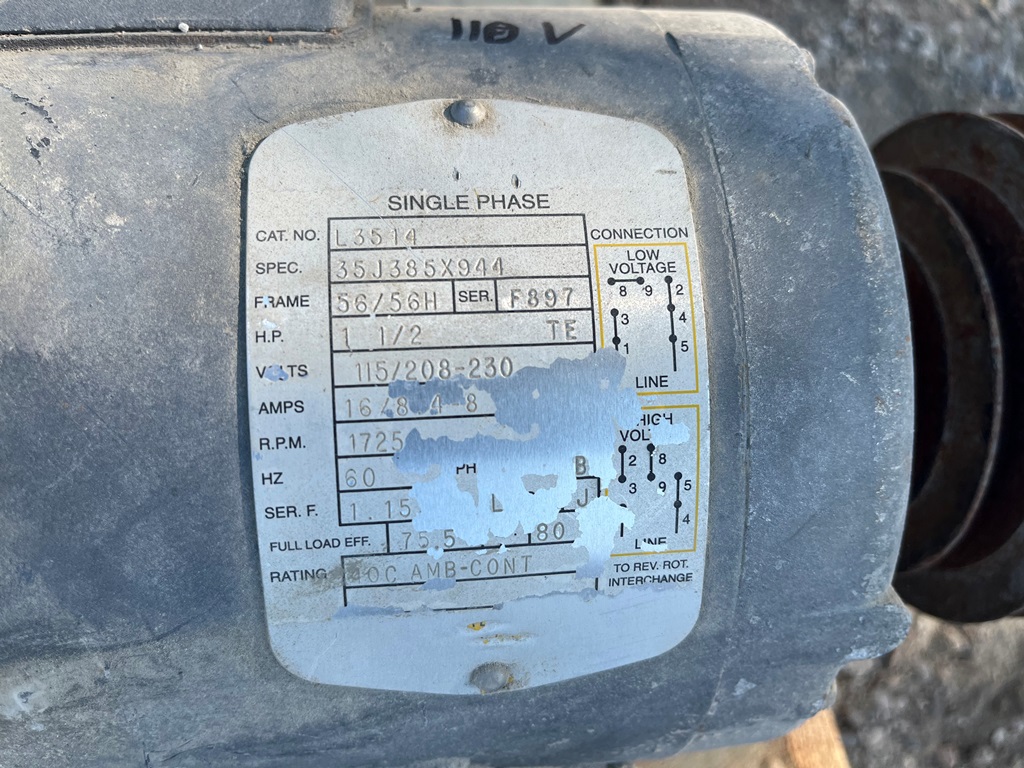 110 V
SINGLE PHASE
CAT. NO. L3514
SPEC. 35J385X944
FRAME 56/56H SER. F897
H.P. 1 1/2 TE
VOLTS 115/208-230
AMPS 16/8.4-8
R.P.M. 1725
HZ 60 PH B
SER. F. 1.15 L J
FULL LOAD EFF. 75.5 80
RATING 40C AMB-CONT
CONNECTION
LOW
VOLTAGE
8 9 2
3 4
1 5
LINE
HIGH
VOL
2 8
3 9 5
4
LINE
TO REV. ROT.
INTERCHANGE